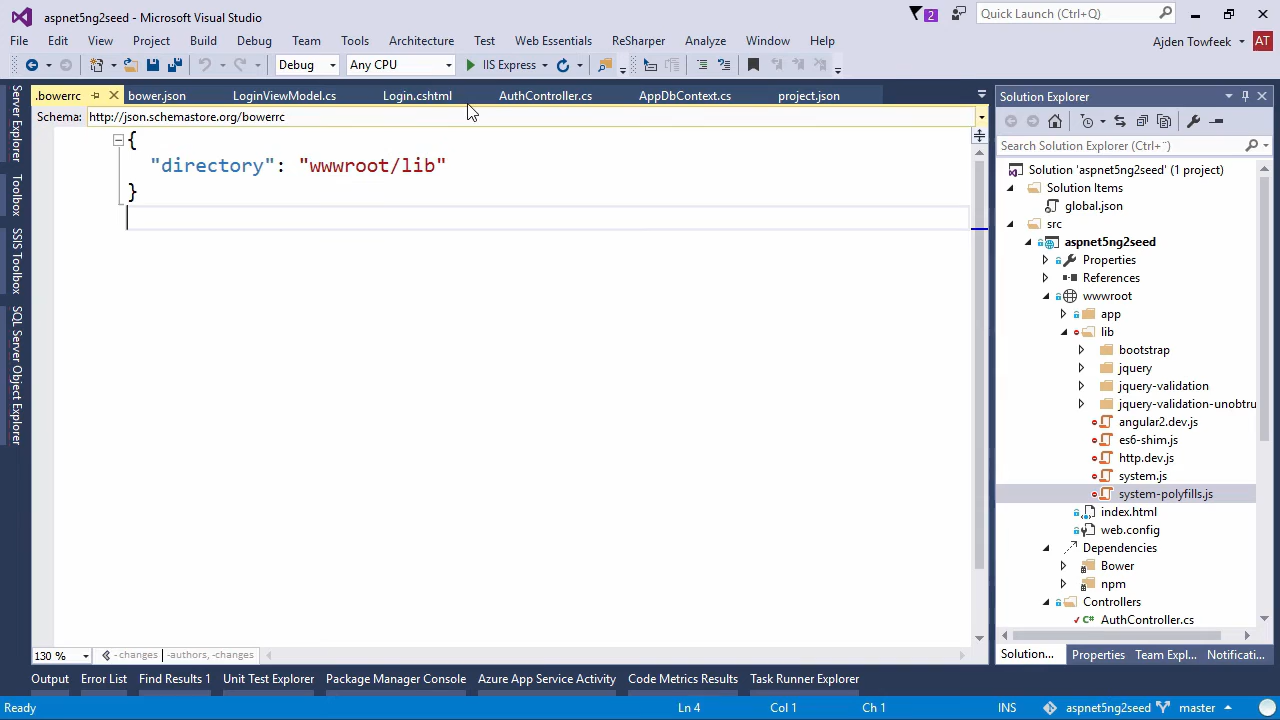 aspnet5ng2seed - Microsoft Visual Studio
2
Quick Launch (Ctrl+Q)
File Edit View Project Build Debug Team Tools Architecture Test Web Essentials ReSharper Analyze Window Help
Ajden Towfeek AT
Debug Any CPU IIS Express
.bowerrc bower.json LoginViewModel.cs Login.cshtml AuthController.cs AppDbContext.cs project.json
Schema: http://json.schemastore.org/bowerrc
{
"directory": "wwwroot/lib"
}
Server Explorer
Toolbox
SSIS Toolbox
SQL Server Object Explorer
Solution Explorer
Search Solution Explorer (Ctrl+¨)
Solution 'aspnet5ng2seed' (1 project)
Solution Items
global.json
src
aspnet5ng2seed
Properties
References
wwwroot
app
lib
bootstrap
jquery
jquery-validation
jquery-validation-unobtru
angular2.dev.js
es6-shim.js
http.dev.js
system.js
system-polyfills.js
index.html
web.config
Dependencies
Bower
npm
Controllers
C# AuthController.cs
130 % -changes -authors, -changes
Solution... Properties Team Expl... Notificati...
Output Error List Find Results 1 Unit Test Explorer Package Manager Console Azure App Service Activity Code Metrics Results Task Runner Explorer
Ready Ln 4 Col 1 Ch 1 INS aspnet5ng2seed master